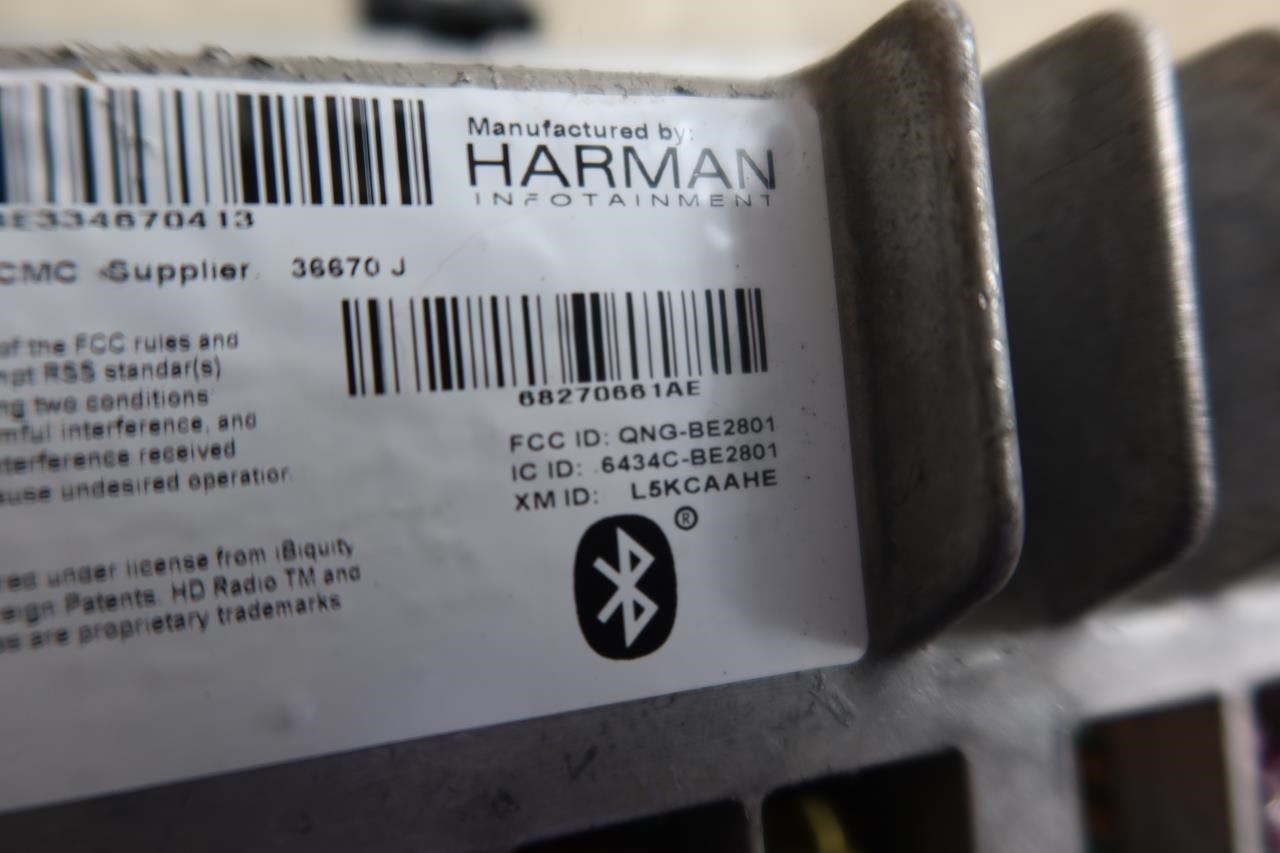 Manufactured by:
HARMAN
INFOTAINMENT
E334670413
CMC Supplier 36670 J
68270661AE
of the FCC rules and
RSS standar(s)
two conditions
interference, and
interference received
undesired operation
FCC ID: QNG-BE2801
IC ID: 6434C-BE2801
XM ID: L5KCAAHE
®
under license from iBiquity
Patents. HD Radio TM and
are proprietary trademarks